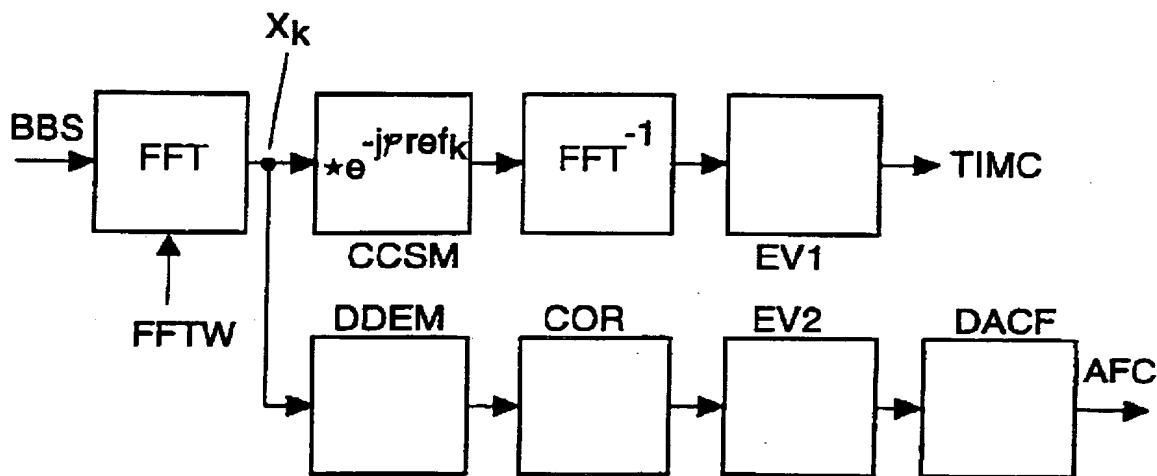 Xk
BBS
FFT
*e^-jφrefk
FFT^-1
TIMC
CCSM
EV1
FFTW
DDEM
COR
EV2
DACF
AFC